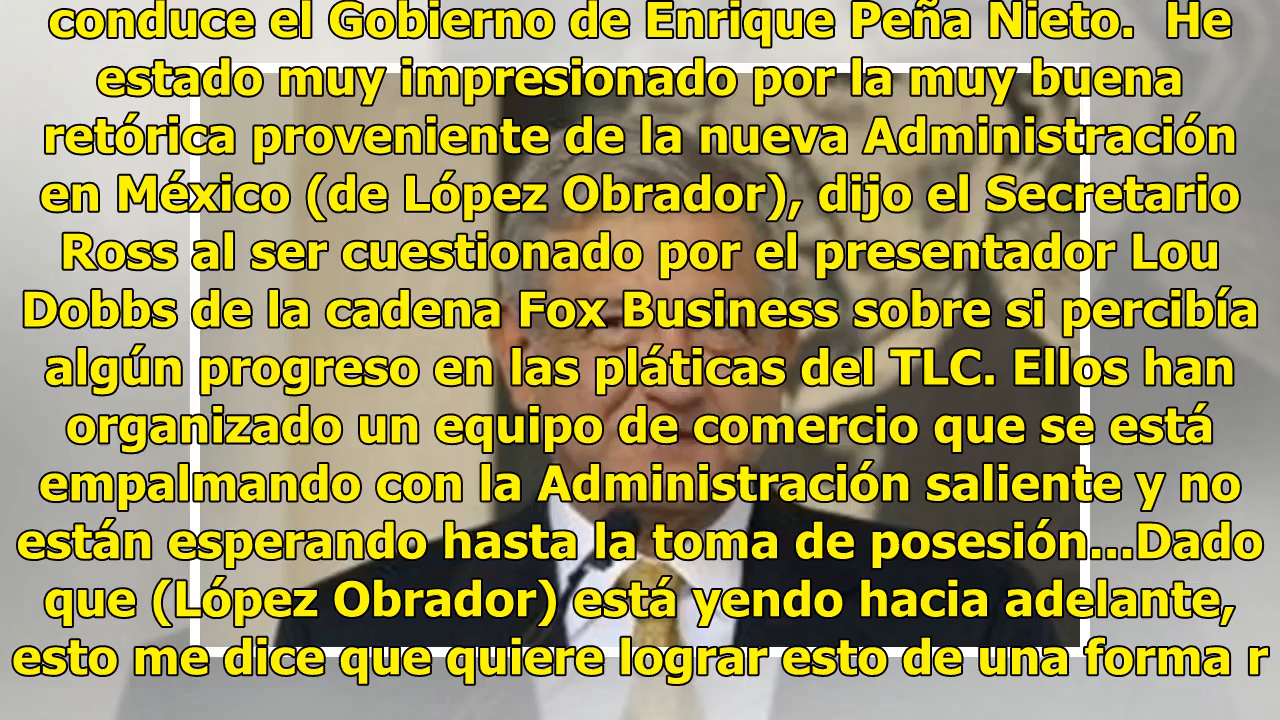 conduce el Gobierno de Enrique Peña Nieto.  He
estado muy impresionado por la muy buena
retórica proveniente de la nueva Administración
en México (de López Obrador), dijo el Secretario
Ross al ser cuestionado por el presentador Lou
Dobbs de la cadena Fox Business sobre si percibía
algún progreso en las pláticas del TLC. Ellos han
organizado un equipo de comercio que se está
empalmando con la Administración saliente y no
están esperando hasta la toma de posesión...Dado
que (López Obrador) está yendo hacia adelante,
esto me dice que quiere lograr esto de una forma r